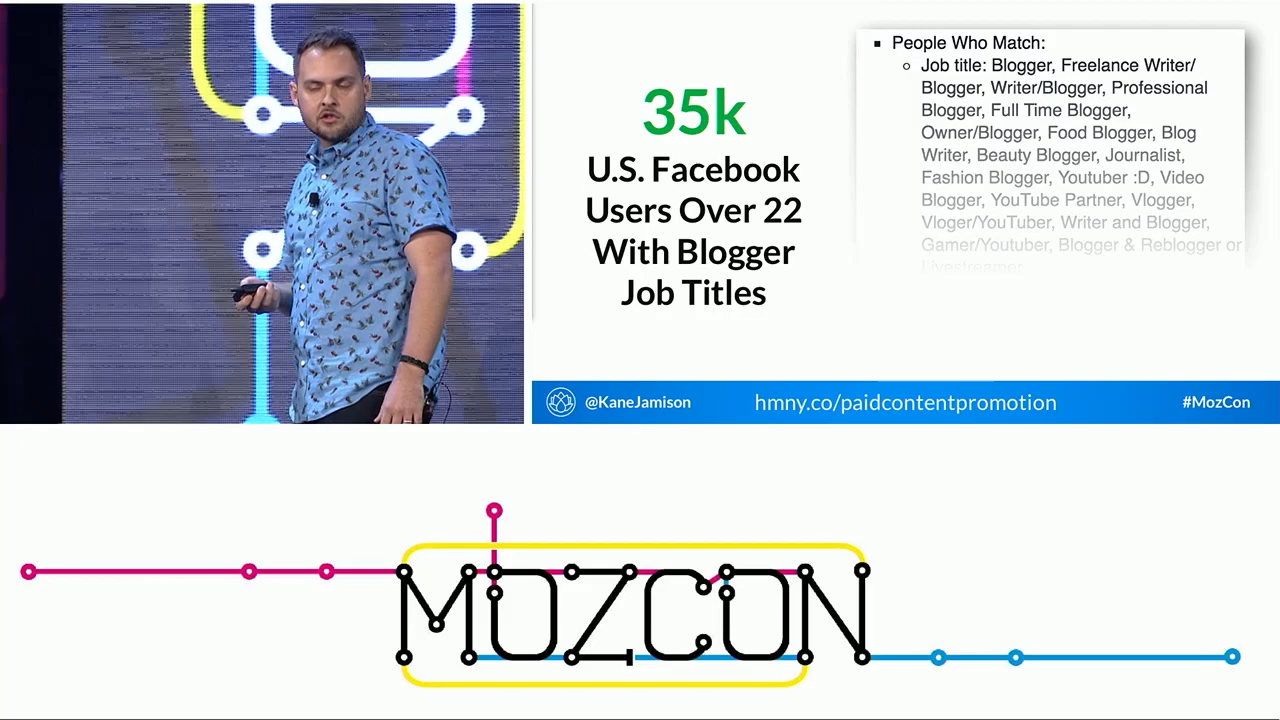 35k
U.S. Facebook
Users Over 22
With Blogger
Job Titles
People Who Match:
Job title: Blogger, Freelance Writer/
Blogger, Writer/Blogger, Professional
Blogger, Full Time Blogger,
Owner/Blogger, Food Blogger, Blog
Writer, Beauty Blogger, Journalist,
Fashion Blogger, Youtuber :D, Video
Blogger, YouTube Partner, Vlogger,
Vloger/YouTuber, Writer and Blogger,
Youtuber, Blogger & or
Livestreamer
@KaneJamison
hmny.co/paidcontentpromotion
#MozCon
MOZCON